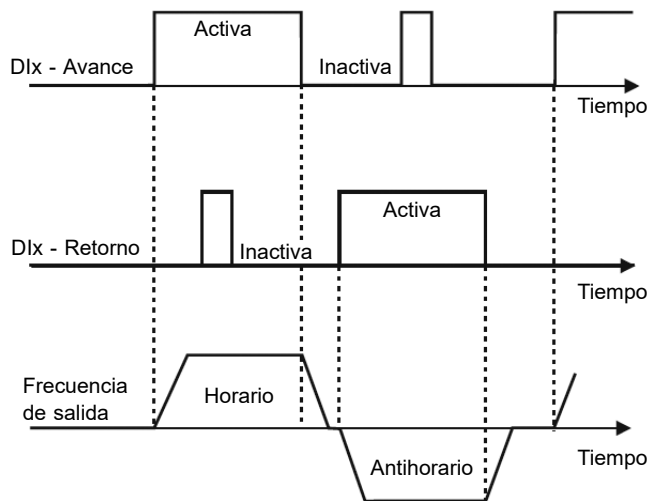 Activa
DIx - Avance
Inactiva
Tiempo
Activa
DIx - Retorno
Inactiva
Tiempo
Frecuencia
de salida
Horario
Antihorario
Tiempo